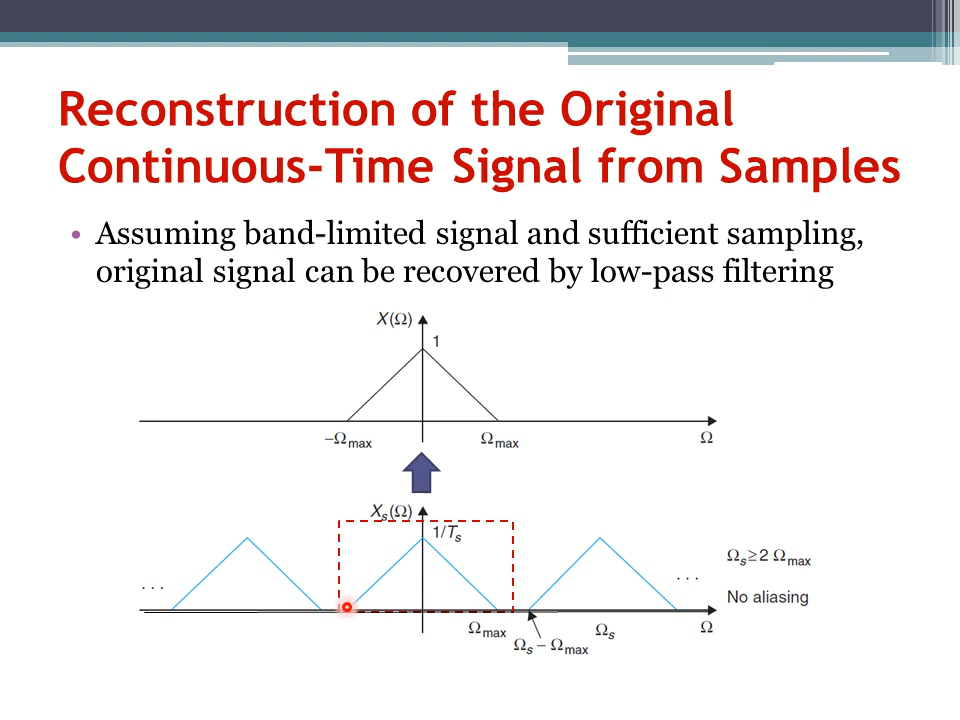 Reconstruction of the Original
Continuous-Time Signal from Samples
• Assuming band-limited signal and sufficient sampling,
original signal can be recovered by low-pass filtering
X(Ω)
1
−Ωmax
Ωmax
Ω
Xs(Ω)
1/Ts
Ωs≥2 Ωmax
. . .
. . .
No aliasing
Ωmax
Ωs
Ω
Ωs − Ωmax